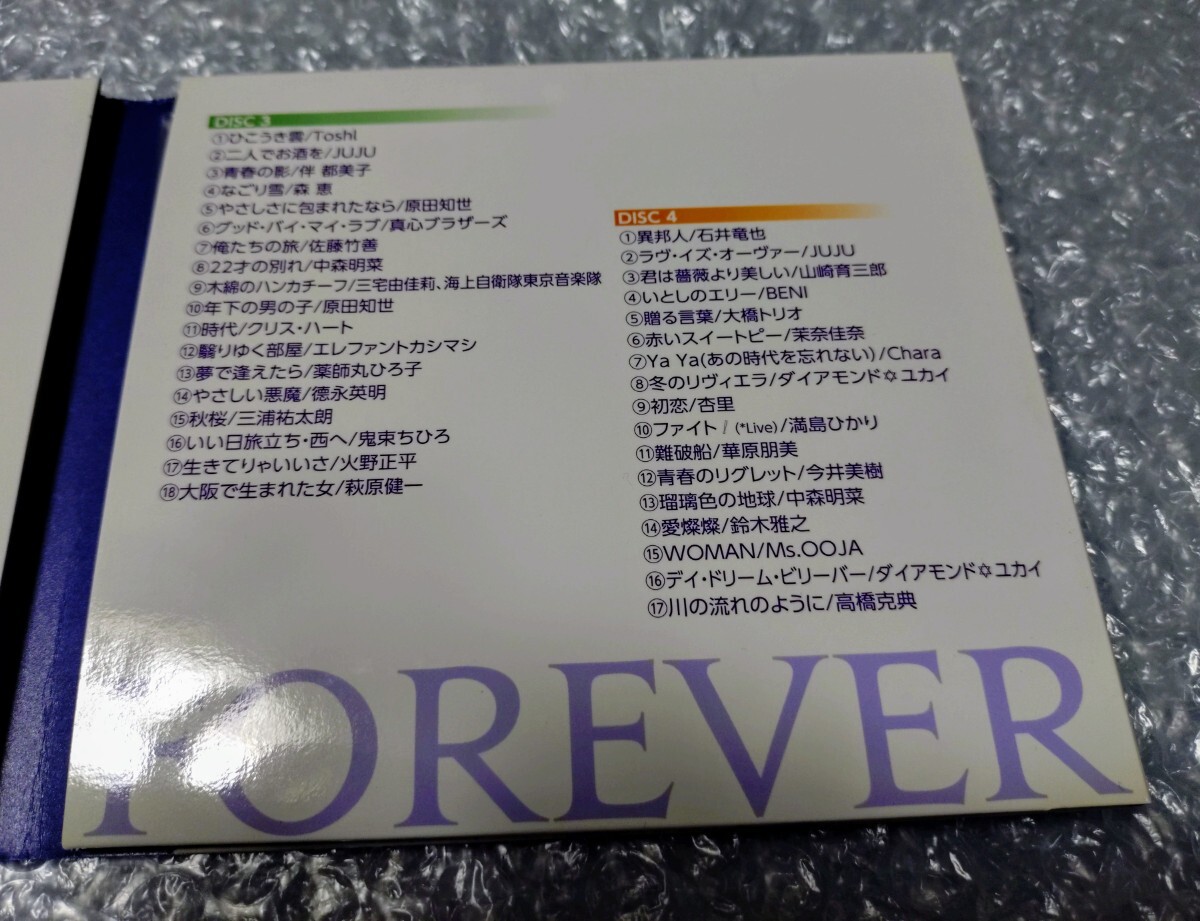 DISC 3
①ひこうき雲/Toshl
②二人でお酒を/JUJU
③青春の影/伴 都美子
④なごり雪/森 恵
⑤やさしさに包まれたなら/原田知世
⑥グッド・バイ・マイ・ラブ/真心ブラザーズ
⑦俺たちの旅/佐藤竹善
⑧22才の別れ/中森明菜
⑨木綿のハンカチーフ/三宅由佳莉、海上自衛隊東京音楽隊
⑩年下の男の子/原田知世
⑪時代/クリス・ハート
⑫翳りゆく部屋/エレファントカシマシ
⑬夢で逢えたら/薬師丸ひろ子
⑭やさしい悪魔/徳永英明
⑮秋桜/三浦祐太朗
⑯いい日旅立ち・西へ/鬼束ちひろ
⑰生きてりゃいいさ/火野正平
⑱大阪で生まれた女/萩原健一
DISC 4
①異邦人/石井竜也
②ラヴ・イズ・オーヴァー/JUJU
③君は薔薇より美しい/山崎育三郎
④いとしのエリー/BENI
⑤贈る言葉/大橋トリオ
⑥赤いスイートピー/茉奈佳奈
⑦Ya Ya(あの時代を忘れない)/Chara
⑧冬のリヴィエラ/ダイアモンド✡ユカイ
⑨初恋/杏里
⑩ファイト! (*Live)/満島ひかり
⑪難破船/華原朋美
⑫青春のリグレット/今井美樹
⑬瑠璃色の地球/中森明菜
⑭愛燦燦/鈴木雅之
⑮WOMAN/Ms.OOJA
⑯デイ・ドリーム・ビリーバー/ダイアモンド✡ユカイ
⑰川の流れのように/高橋克典
FOREVER